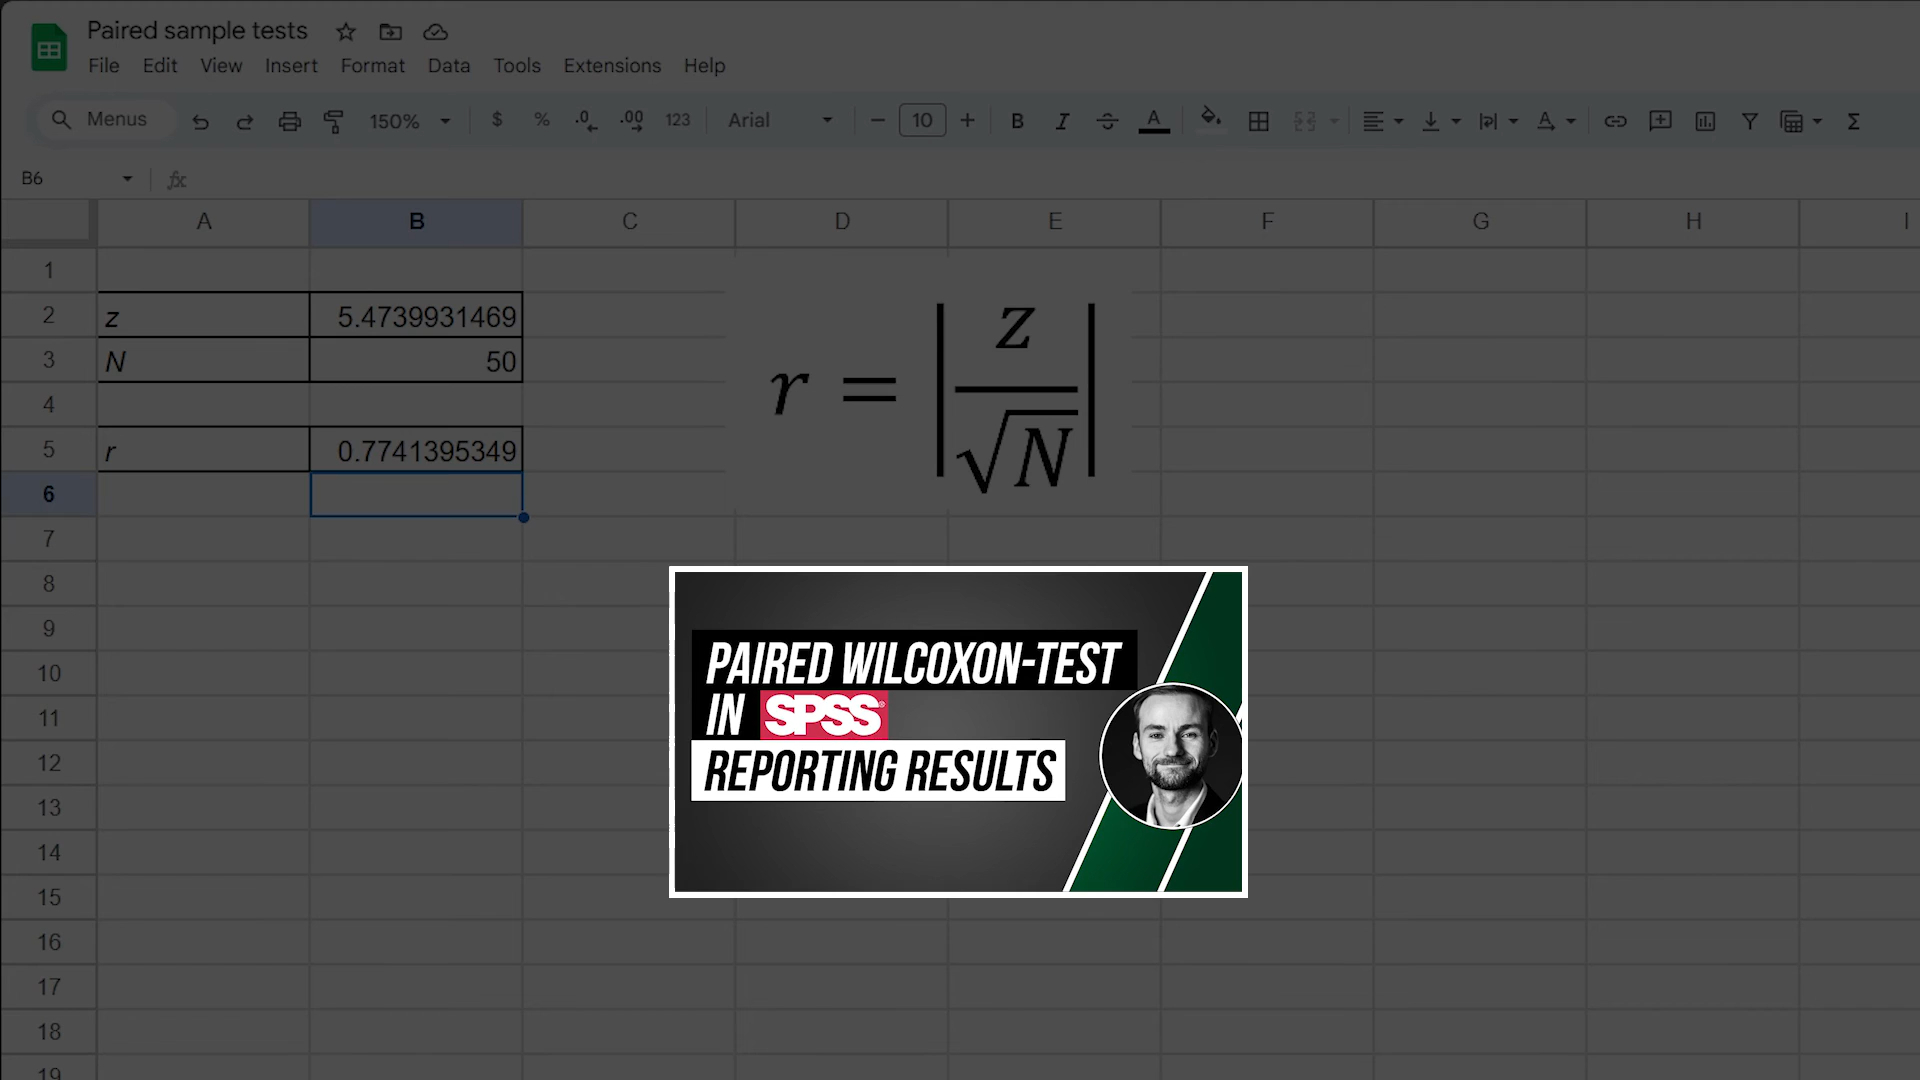 Paired sample tests
File Edit View Insert Format Data Tools Extensions Help
Menus 150% $ % .0 .00 123 Arial 10 B I A A Σ
B6 fx
A B C D E F G H I
1
2 z 5.4739931469
3 N 50
4
5 r 0.7741395349
6
7
8
9
10
11
12
13
14
15
16
17
18
19
r = |z/√N|
PAIRED WILCOXON-TEST
IN SPSS®
REPORTING RESULTS